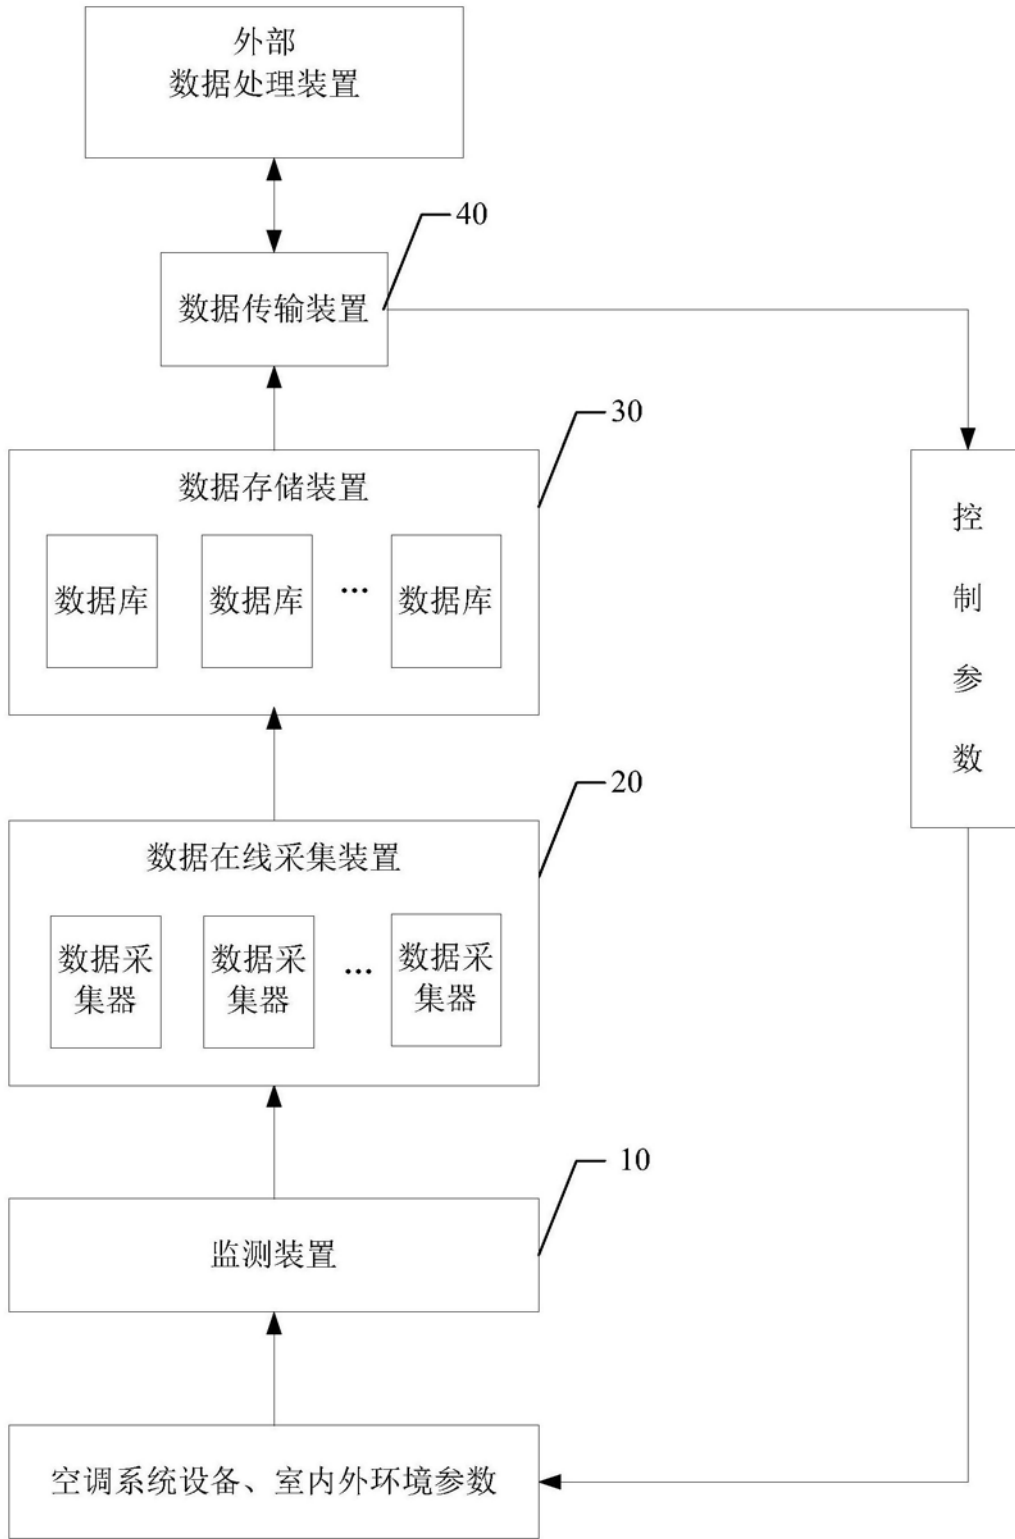 外部
数据处理装置
40
数据传输装置
30
数据存储装置
数据库 数据库 ... 数据库
控
制
参
数
20
数据在线采集装置
数据采
集器
数据采
集器
...
数据采
集器
10
监测装置
空调系统设备、室内外环境参数